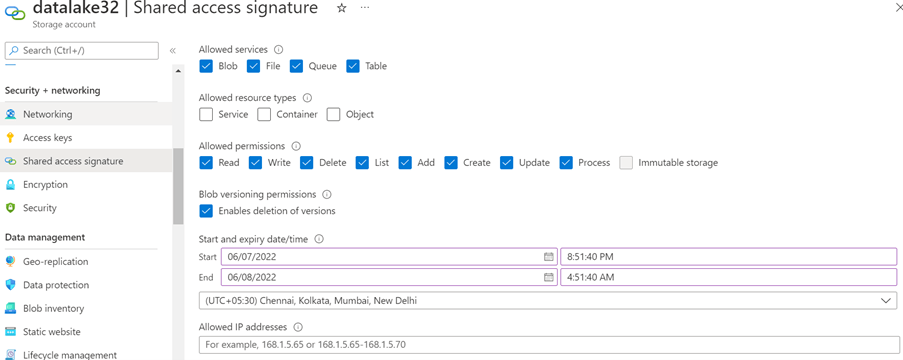 datalake32 | Shared access signature ☆ ...
Storage account
Search (Ctrl+/) «
Security + networking
Networking
Access keys
Shared access signature
Encryption
Security
Data management
Geo-replication
Data protection
Blob inventory
Static website
Lifecycle management
Allowed services
Blob File Queue Table
Allowed resource types
Service Container Object
Allowed permissions
Read Write Delete List Add Create Update Process Immutable storage
Blob versioning permissions
Enables deletion of versions
Start and expiry date/time
Start 06/07/2022 8:51:40 PM
End 06/08/2022 4:51:40 AM
(UTC+05:30) Chennai, Kolkata, Mumbai, New Delhi
Allowed IP addresses
For example, 168.1.5.65 or 168.1.5.65-168.1.5.70